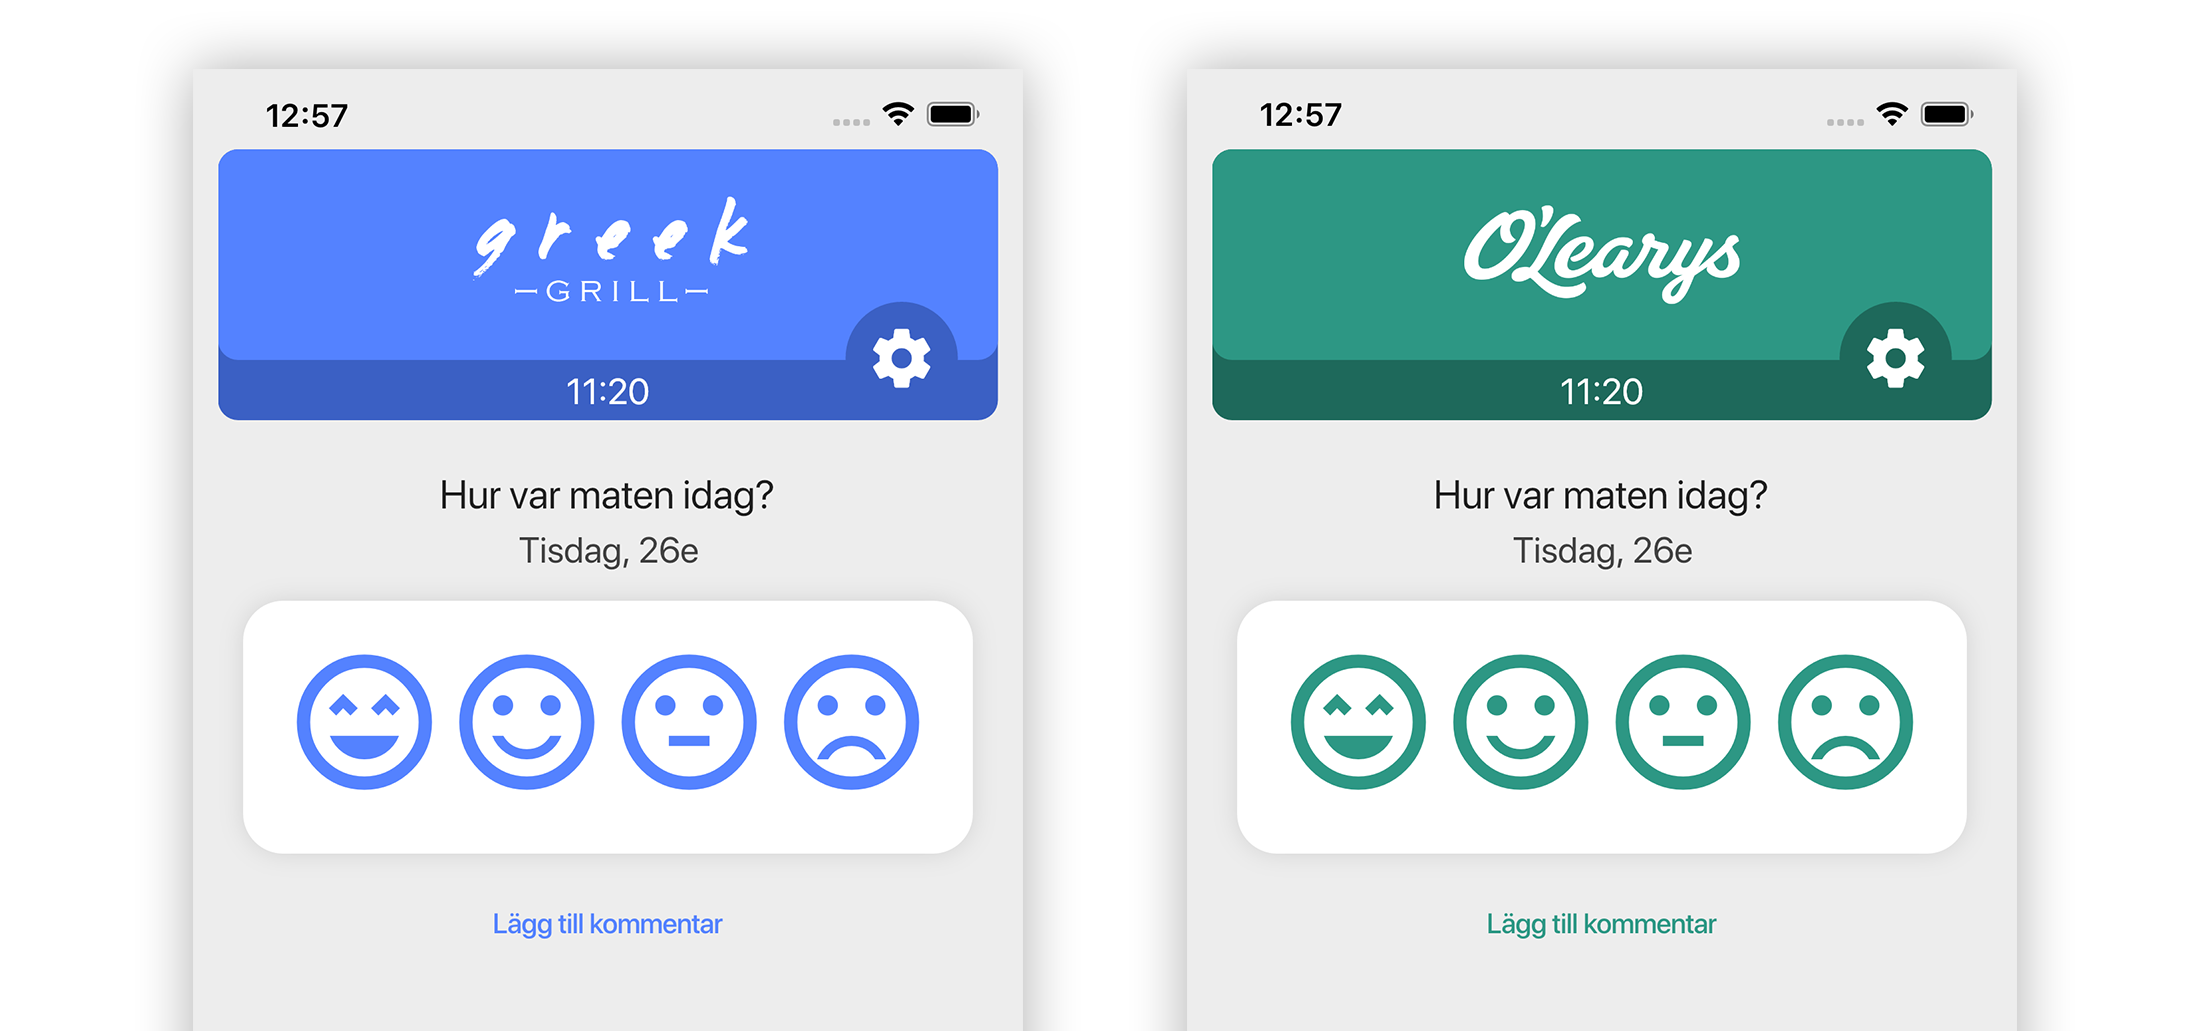 12:57
greek
GRILL
11:20
Hur var maten idag?
Tisdag, 26e
Lägg till kommentar
12:57
O'Learys
11:20
Hur var maten idag?
Tisdag, 26e
Lägg till kommentar